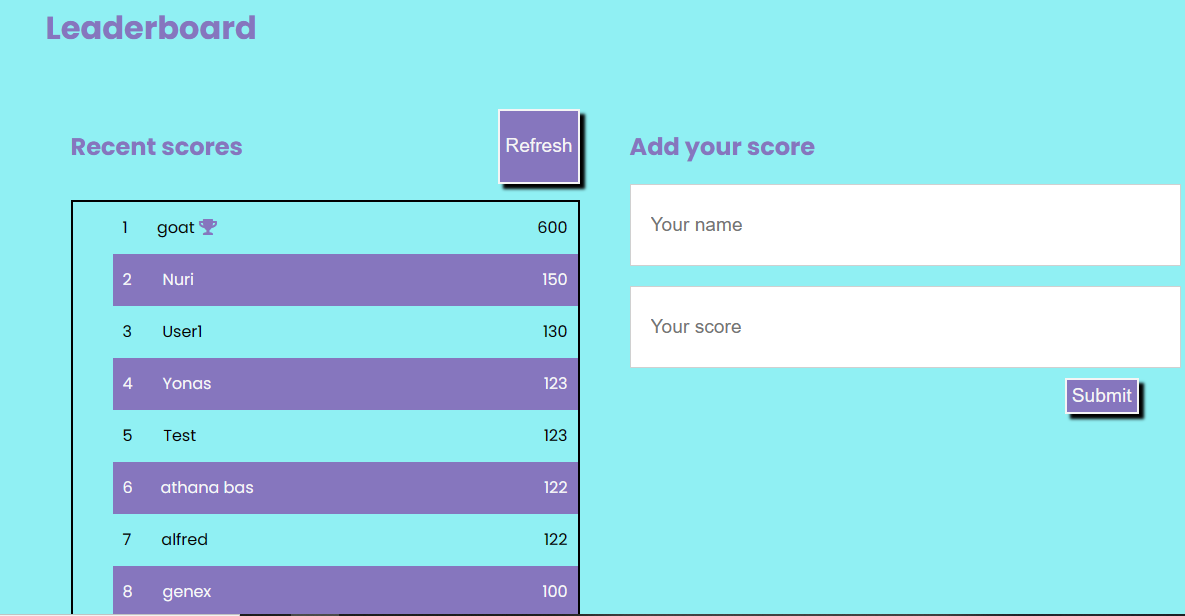 Leaderboard
Recent scores
Refresh
1 goat 600
2 Nuri 150
3 User1 130
4 Yonas 123
5 Test 123
6 athana bas 122
7 alfred 122
8 genex 100
Add your score
Your name
Your score
Submit